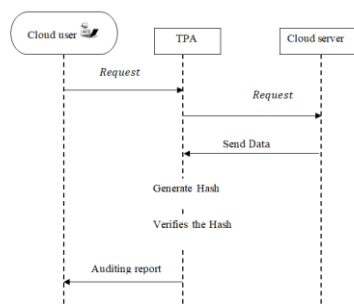 Cloud user
TPA
Cloud server
Request
Request
Send Data
Generate Hash
Verifies the Hash
Auditing report